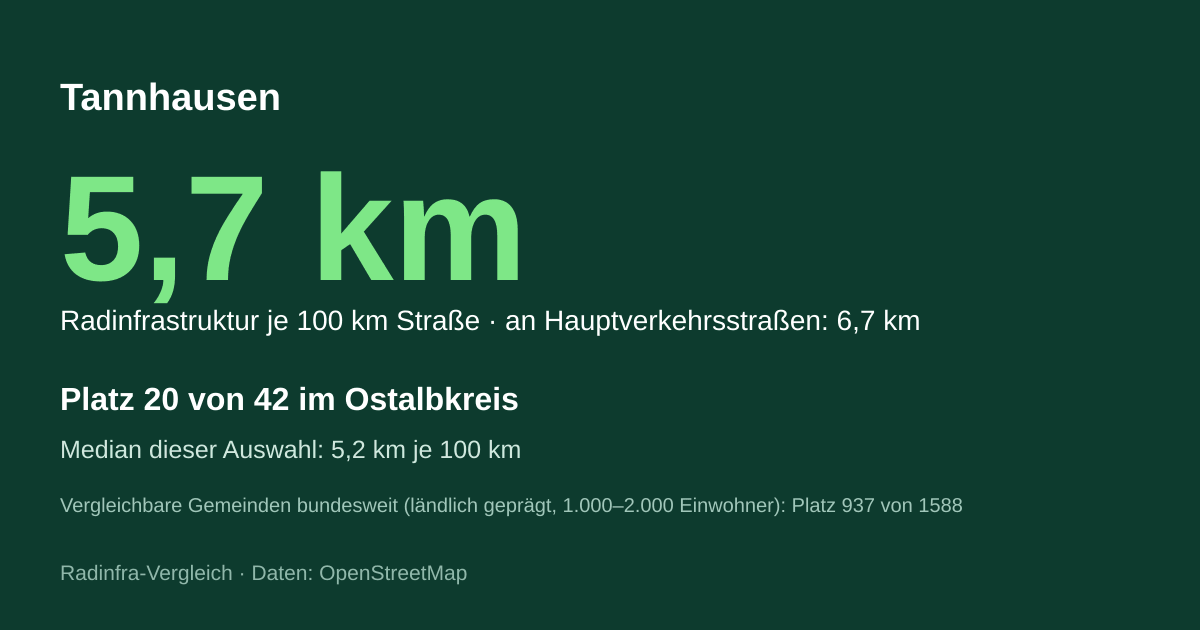 Tannhausen
5,7 km
Radinfrastruktur je 100 km Straße · an Hauptverkehrsstraßen: 6,7 km
Platz 20 von 42 im Ostalbkreis
Median dieser Auswahl: 5,2 km je 100 km
Vergleichbare Gemeinden bundesweit (ländlich geprägt, 1.000–2.000 Einwohner): Platz 937 von 1588
Radinfra-Vergleich · Daten: OpenStreetMap